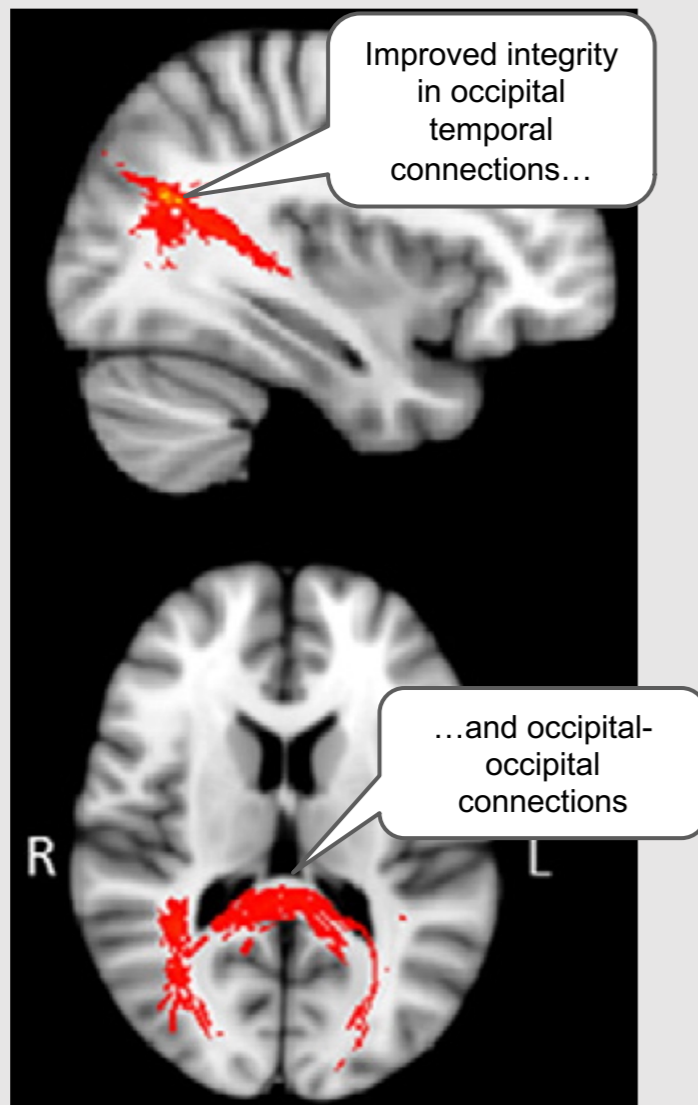 Improved integrity
in occipital
temporal
connections…
…and occipital-
occipital
connections
R
L